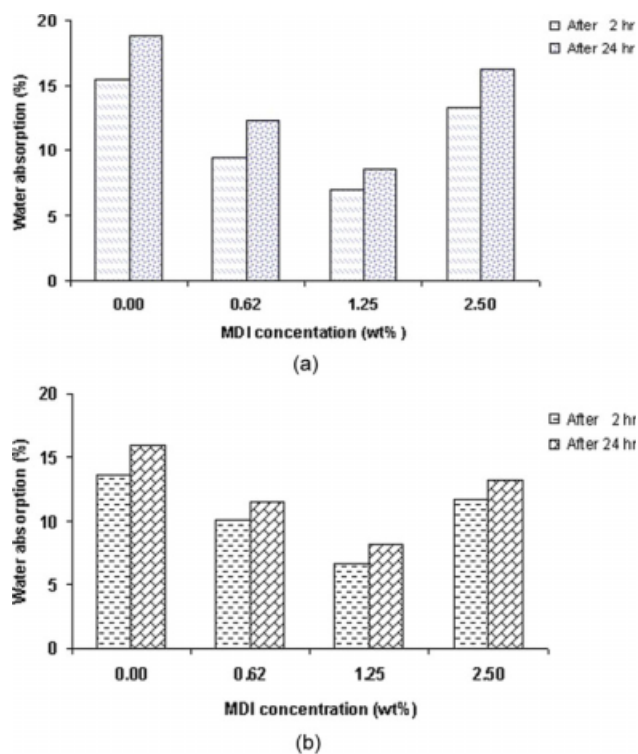 20
15
10
5
0
Water absorption (%)
After 2 hr
After 24 hr
0.00 0.62 1.25 2.50
MDI concentation (wt% )
(a)
20
15
10
5
0
Water absorption (%)
After 2 hr
After 24 hr
0.00 0.62 1.25 2.50
MDI concentration (wt%)
(b)